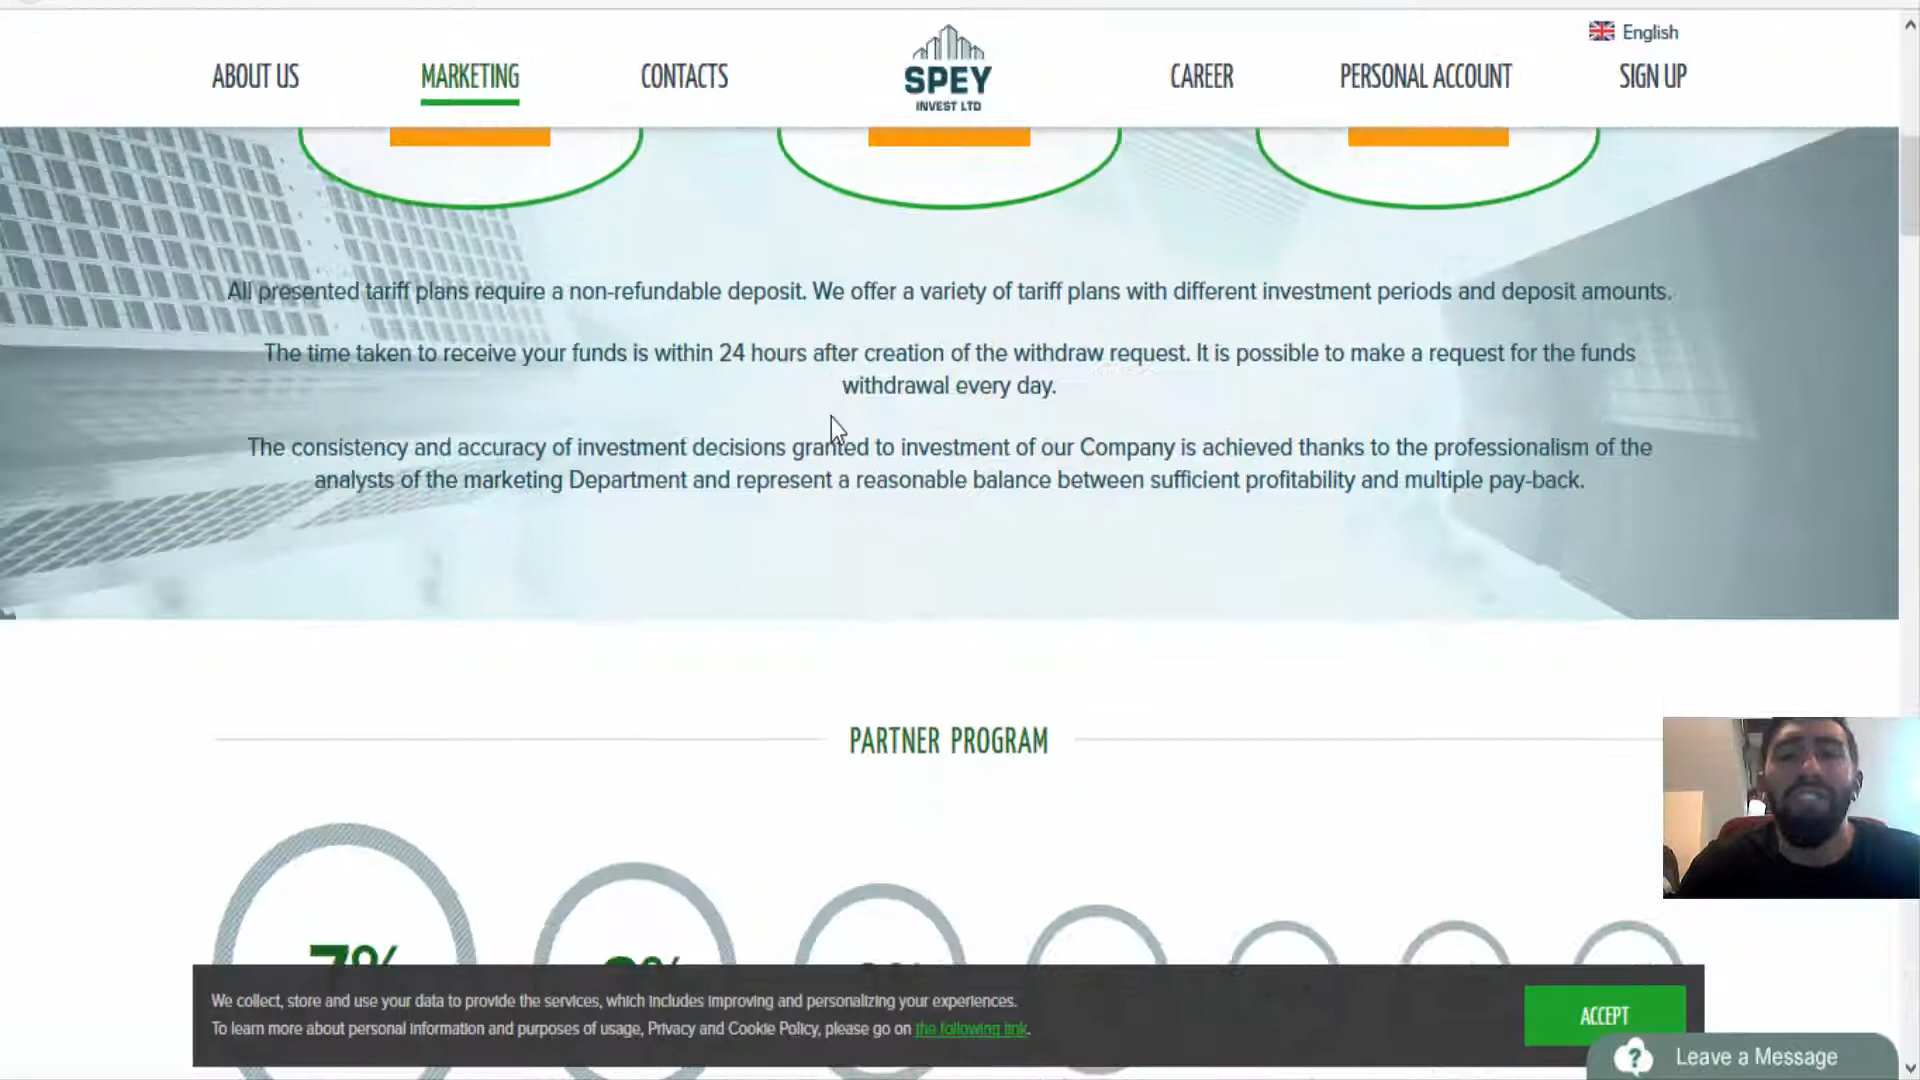 English
ABOUT US
MARKETING
CONTACTS
SPEY
INVEST LTD
CAREER
PERSONAL ACCOUNT
SIGN UP
All presented tariff plans require a non-refundable deposit. We offer a variety of tariff plans with different investment periods and deposit amounts.
The time taken to receive your funds is within 24 hours after creation of the withdraw request. It is possible to make a request for the funds
withdrawal every day.
The consistency and accuracy of investment decisions granted to investment of our Company is achieved thanks to the professionalism of the
analysts of the marketing Department and represent a reasonable balance between sufficient profitability and multiple pay-back.
PARTNER PROGRAM
7%
We collect, store and use your data to provide the services, which includes improving and personalizing your experiences.
To learn more about personal information and purposes of usage, Privacy and Cookie Policy, please go on the following link.
ACCEPT
? Leave a Message